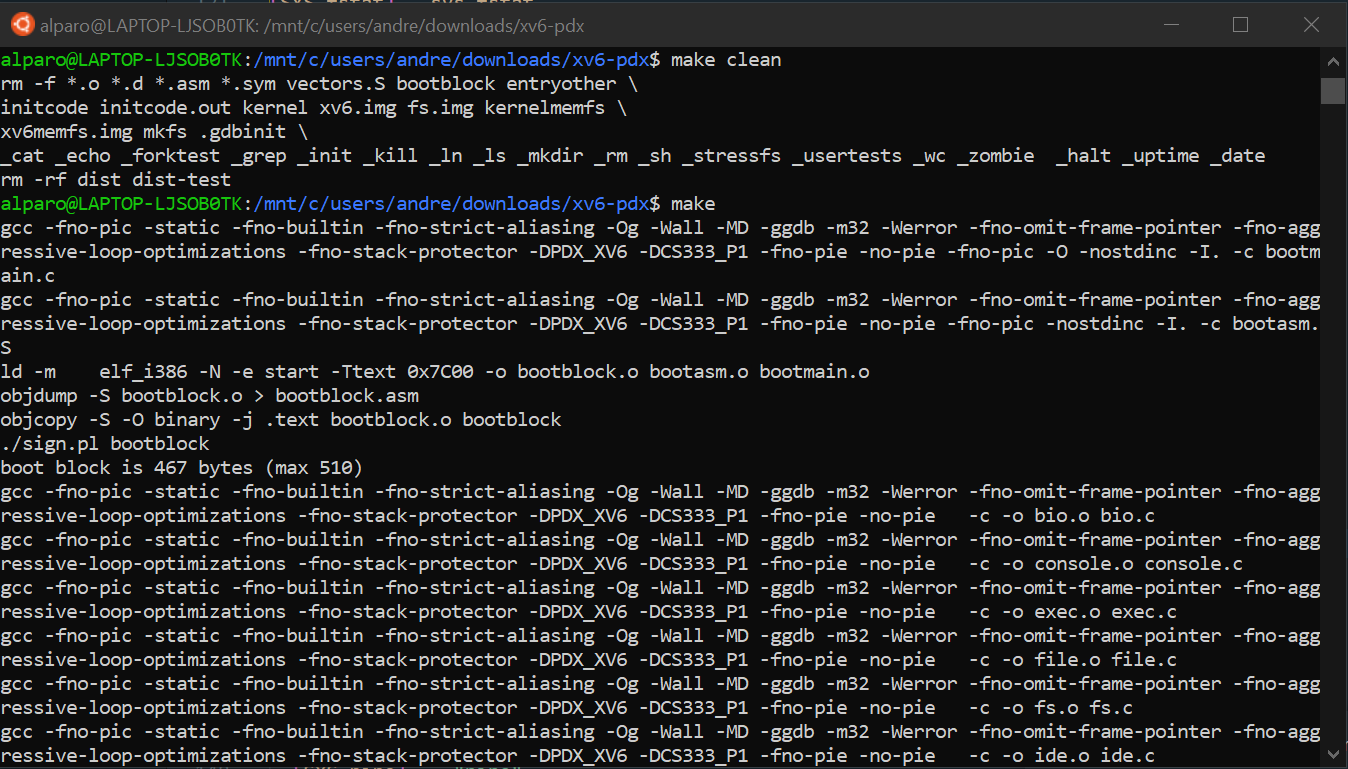 alparo@LAPTOP-LJSOB0TK: /mnt/c/users/andre/downloads/xv6-pdx
alparo@LAPTOP-LJSOB0TK:/mnt/c/users/andre/downloads/xv6-pdx$ make clean
rm -f *.o *.d *.asm *.sym vectors.S bootblock entryother \
initcode initcode.out kernel xv6.img fs.img kernelmemfs \
xv6memfs.img mkfs .gdbinit \
_cat _echo _forktest _grep _init _kill _ln _ls _mkdir _rm _sh _stressfs _usertests _wc _zombie  _halt _uptime _date
rm -rf dist dist-test
alparo@LAPTOP-LJSOB0TK:/mnt/c/users/andre/downloads/xv6-pdx$ make
gcc -fno-pic -static -fno-builtin -fno-strict-aliasing -Og -Wall -MD -ggdb -m32 -Werror -fno-omit-frame-pointer -fno-agg
ressive-loop-optimizations -fno-stack-protector -DPDX_XV6 -DCS333_P1 -fno-pie -no-pie -fno-pic -O -nostdinc -I. -c bootm
ain.c
gcc -fno-pic -static -fno-builtin -fno-strict-aliasing -Og -Wall -MD -ggdb -m32 -Werror -fno-omit-frame-pointer -fno-agg
ressive-loop-optimizations -fno-stack-protector -DPDX_XV6 -DCS333_P1 -fno-pie -no-pie -fno-pic -nostdinc -I. -c bootasm.
S
ld -m    elf_i386 -N -e start -Ttext 0x7C00 -o bootblock.o bootasm.o bootmain.o
objdump -S bootblock.o > bootblock.asm
objcopy -S -O binary -j .text bootblock.o bootblock
./sign.pl bootblock
boot block is 467 bytes (max 510)
gcc -fno-pic -static -fno-builtin -fno-strict-aliasing -Og -Wall -MD -ggdb -m32 -Werror -fno-omit-frame-pointer -fno-agg
ressive-loop-optimizations -fno-stack-protector -DPDX_XV6 -DCS333_P1 -fno-pie -no-pie   -c -o bio.o bio.c
gcc -fno-pic -static -fno-builtin -fno-strict-aliasing -Og -Wall -MD -ggdb -m32 -Werror -fno-omit-frame-pointer -fno-agg
ressive-loop-optimizations -fno-stack-protector -DPDX_XV6 -DCS333_P1 -fno-pie -no-pie   -c -o console.o console.c
gcc -fno-pic -static -fno-builtin -fno-strict-aliasing -Og -Wall -MD -ggdb -m32 -Werror -fno-omit-frame-pointer -fno-agg
ressive-loop-optimizations -fno-stack-protector -DPDX_XV6 -DCS333_P1 -fno-pie -no-pie   -c -o exec.o exec.c
gcc -fno-pic -static -fno-builtin -fno-strict-aliasing -Og -Wall -MD -ggdb -m32 -Werror -fno-omit-frame-pointer -fno-agg
ressive-loop-optimizations -fno-stack-protector -DPDX_XV6 -DCS333_P1 -fno-pie -no-pie   -c -o file.o file.c
gcc -fno-pic -static -fno-builtin -fno-strict-aliasing -Og -Wall -MD -ggdb -m32 -Werror -fno-omit-frame-pointer -fno-agg
ressive-loop-optimizations -fno-stack-protector -DPDX_XV6 -DCS333_P1 -fno-pie -no-pie   -c -o fs.o fs.c
gcc -fno-pic -static -fno-builtin -fno-strict-aliasing -Og -Wall -MD -ggdb -m32 -Werror -fno-omit-frame-pointer -fno-agg
ressive-loop-optimizations -fno-stack-protector -DPDX_XV6 -DCS333_P1 -fno-pie -no-pie   -c -o ide.o ide.c